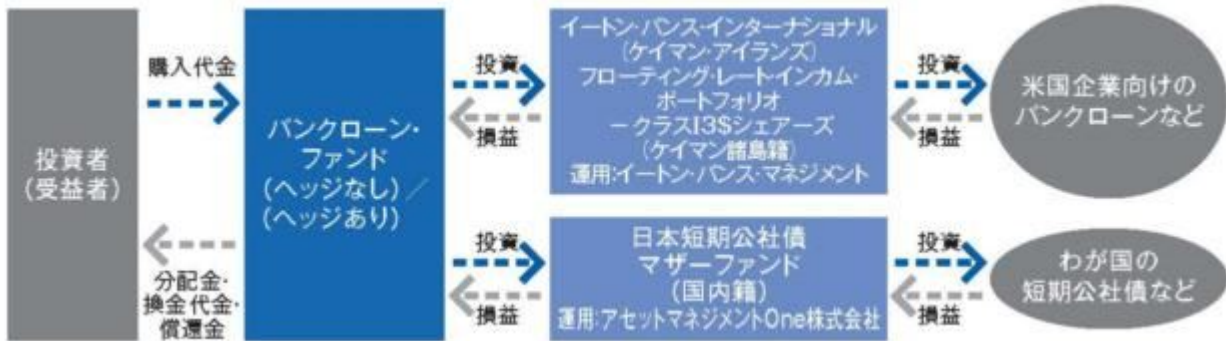 投資者
(受益者)
購入代金
分配金・
換金代金・
償還金
バンクローン・
ファンド
(ヘッジなし)／
(ヘッジあり)
投資
損益
イートン・バンス・インターナショナル
(ケイマン・アイランズ)
フローティング・レート・インカム・
ポートフォリオ
－クラスI3$シェアーズ
(ケイマン諸島籍)
運用:イートン・バンス・マネジメント
投資
損益
米国企業向けの
バンクローンなど
投資
損益
日本短期公社債
マザーファンド
(国内籍)
運用:アセットマネジメントOne株式会社
投資
損益
わが国の
短期公社債など